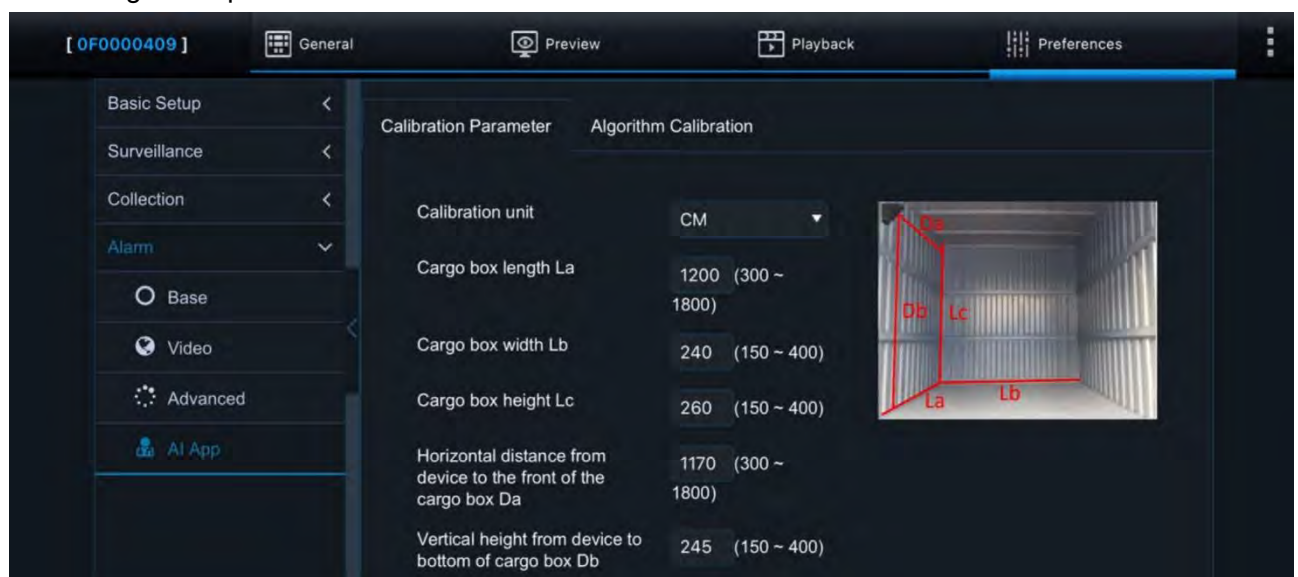 [ 0F0000409 ]
General
Preview
Playback
Preferences
Basic Setup
Surveillance
Collection
Alarm
Base
Video
Advanced
AI App
Calibration Parameter
Algorithm Calibration
Calibration unit
CM
Cargo box length La
1200 (300 ~
1800)
Cargo box width Lb
240 (150 ~ 400)
Cargo box height Lc
260 (150 ~ 400)
Horizontal distance from
device to the front of the
cargo box Da
1170 (300 ~
1800)
Vertical height from device to
bottom of cargo box Db
245 (150 ~ 400)
Da
Db
Lc
La
Lb